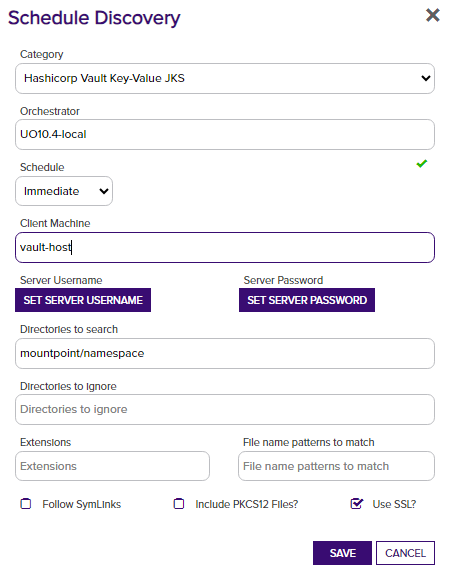 Schedule Discovery
Category
Hashicorp Vault Key-Value JKS
Orchestrator
UO10.4-local
Schedule
Immediate
Client Machine
vault-host
Server Username Server Password
SET SERVER USERNAME SET SERVER PASSWORD
Directories to search
mountpoint/namespace
Directories to ignore
Directories to ignore
Extensions File name patterns to match
Extensions File name patterns to match
Follow SymLinks Include PKCS12 Files? Use SSL?
SAVE CANCEL